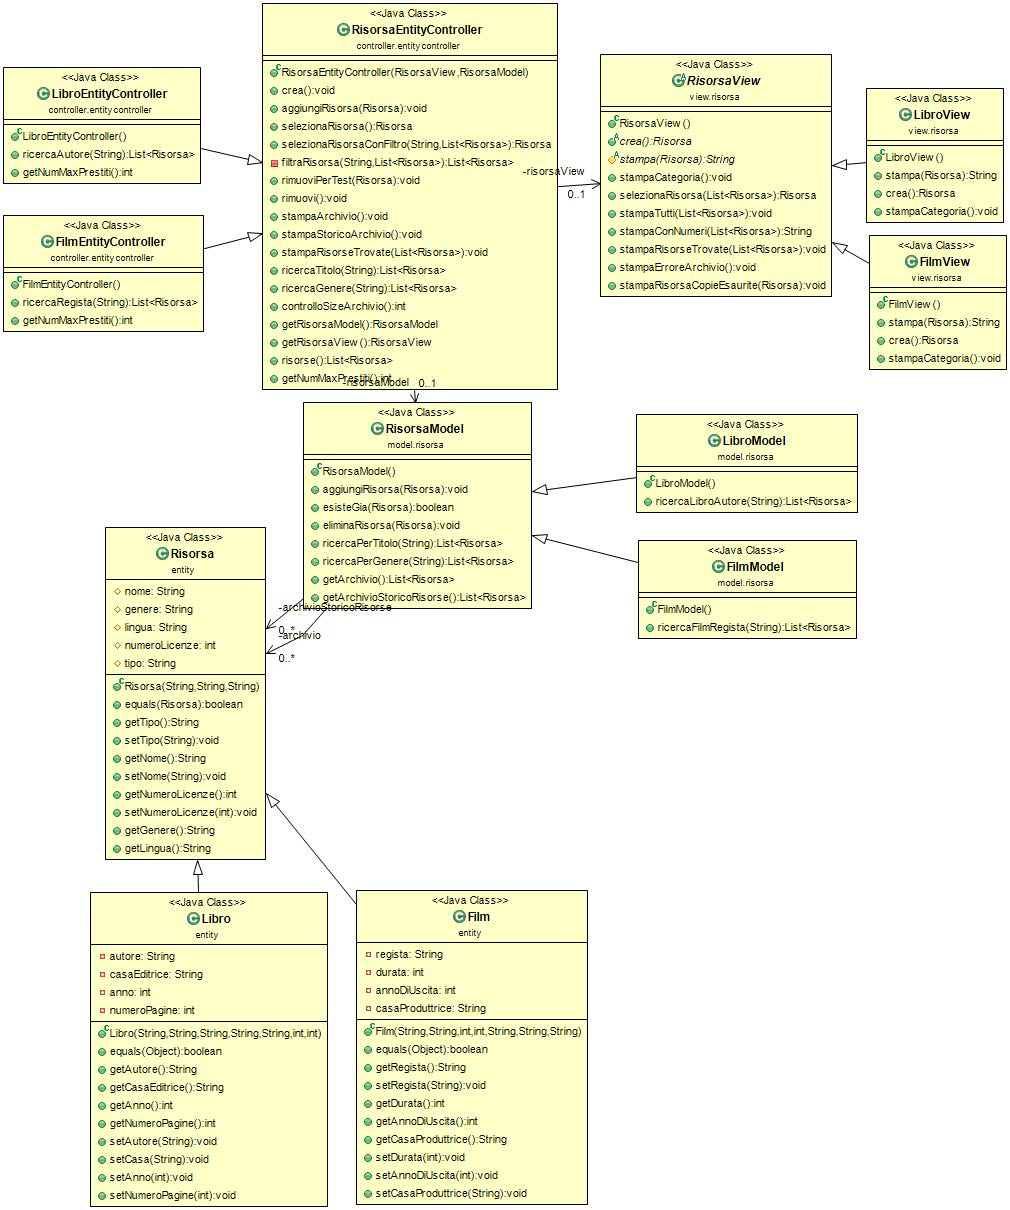 <<Java Class>>
RisorsaEntityController
controller.entity controller
RisorsaEntityController(RisorsaView,RisorsaModel)
crea():void
aggiungiRisorsa(Risorsa):void
selezionaRisorsa():Risorsa
selezionaRisorsaConFiltro(String,List<Risorsa>):Risorsa
filtraRisorsa(String,List<Risorsa>):List<Risorsa>
rimuoviPerTest(Risorsa):void
rimuovi():void
stampaArchivio():void
stampaStoricoArchivio():void
stampaRisorseTrovate(List<Risorsa>):void
ricercaTitolo(String):List<Risorsa>
ricercaGenere(String):List<Risorsa>
controlloSizeArchivio():int
getRisorsaModel():RisorsaModel
getRisorsaView():RisorsaView
risorse():List<Risorsa>
getNumMaxPrestiti():int
<<Java Class>>
LibroEntityController
controller.entity controller
LibroEntityController()
ricercaAutore(String):List<Risorsa>
getNumMaxPrestiti():int
<<Java Class>>
FilmEntityController
controller.entity controller
FilmEntityController()
ricercaRegista(String):List<Risorsa>
getNumMaxPrestiti():int
-risorsaView
0..1
<<Java Class>>
RisorsaView
view.risorsa
RisorsaView()
crea():Risorsa
stampa(Risorsa):String
stampaCategoria():void
selezionaRisorsa(List<Risorsa>):Risorsa
stampaTutti(List<Risorsa>):void
stampaConNumeri(List<Risorsa>):String
stampaRisorseTrovate(List<Risorsa>):void
stampaErroreArchivio():void
stampaRisorsaCopieEsaurite(Risorsa):void
<<Java Class>>
LibroView
view.risorsa
LibroView()
stampa(Risorsa):String
crea():Risorsa
stampaCategoria():void
<<Java Class>>
FilmView
view.risorsa
FilmView()
stampa(Risorsa):String
crea():Risorsa
stampaCategoria():void
-risorsaModel
0..1
<<Java Class>>
RisorsaModel
model.risorsa
RisorsaModel()
aggiungiRisorsa(Risorsa):void
esisteGia(Risorsa):boolean
eliminaRisorsa(Risorsa):void
ricercaPerTitolo(String):List<Risorsa>
ricercaPerGenere(String):List<Risorsa>
getArchivio():List<Risorsa>
getArchivioStoricoRisorse():List<Risorsa>
<<Java Class>>
LibroModel
model.risorsa
LibroModel()
ricercaLibroAutore(String):List<Risorsa>
<<Java Class>>
FilmModel
model.risorsa
FilmModel()
ricercaFilmRegista(String):List<Risorsa>
-archivioStoricoRisorse
0..*
-archivio
0..*
<<Java Class>>
Risorsa
entity
nome: String
genere: String
lingua: String
numeroLicenze: int
tipo: String
Risorsa(String,String,String)
equals(Risorsa):boolean
getTipo():String
setTipo(String):void
getNome():String
setNome(String):void
getNumeroLicenze():int
setNumeroLicenze(int):void
getGenere():String
getLingua():String
<<Java Class>>
Libro
entity
autore: String
casaEditrice: String
anno: int
numeroPagine: int
Libro(String,String,String,String,String,int,int)
equals(Object):boolean
getAutore():String
getCasaEditrice():String
getAnno():int
getNumeroPagine():int
setAutore(String):void
setCasa(String):void
setAnno(int):void
setNumeroPagine(int):void
<<Java Class>>
Film
entity
regista: String
durata: int
annoDiUscita: int
casaProduttrice: String
Film(String,String,int,int,String,String,String)
equals(Object):boolean
getRegista():String
setRegista(String):void
getDurata():int
getAnnoDiUscita():int
getCasaProduttrice():String
setDurata(int):void
setAnnoDiUscita(int):void
setCasaProduttrice(String):void